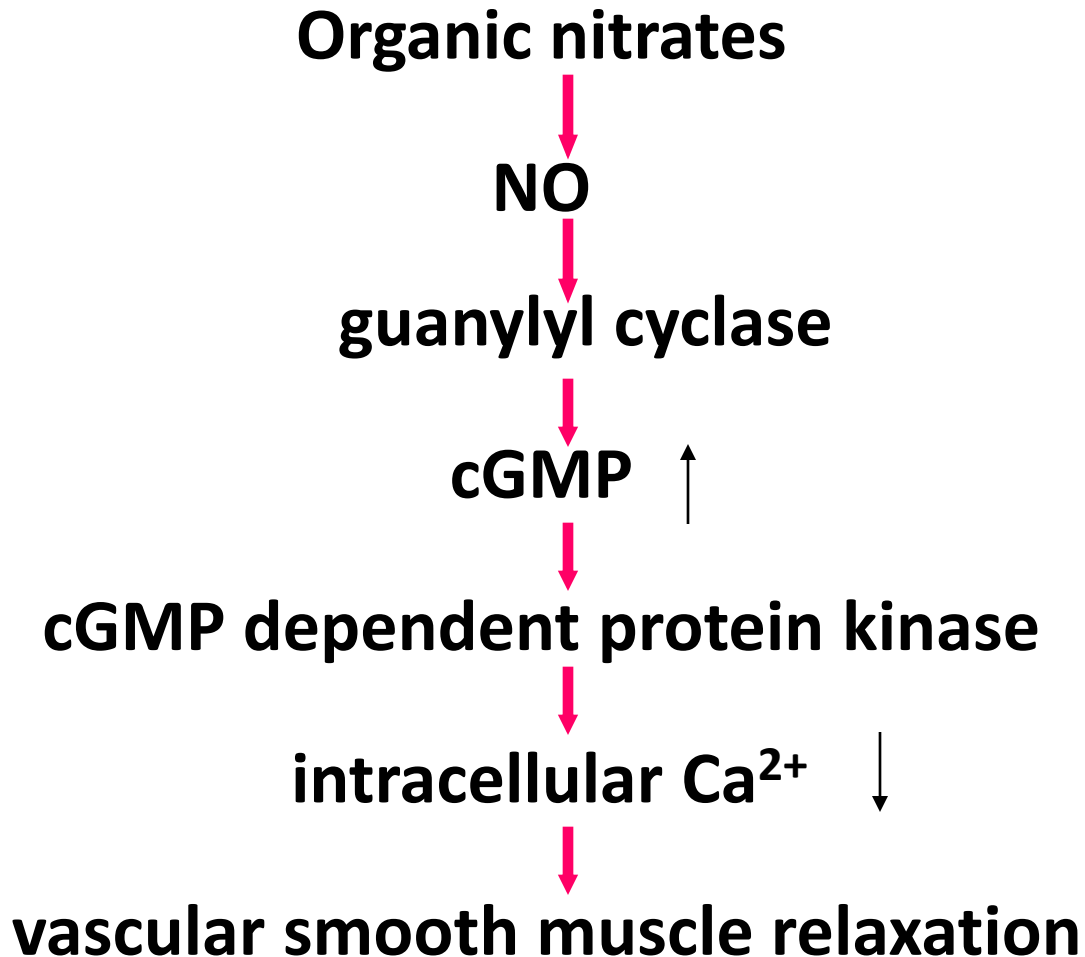 Organic nitrates
NO
guanylyl cyclase
cGMP
cGMP dependent protein kinase
intracellular Ca²⁺
vascular smooth muscle relaxation